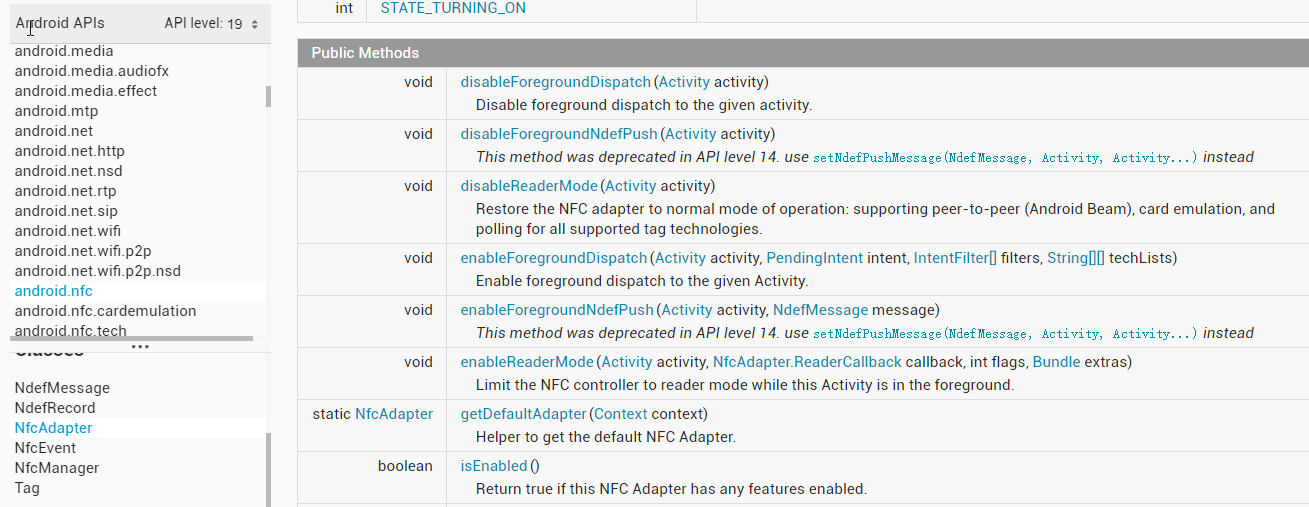 Android APIs API level: 19
android.media
android.media.audiofx
android.media.effect
android.mtp
android.net
android.net.http
android.net.nsd
android.net.rtp
android.net.sip
android.net.wifi
android.net.wifi.p2p
android.net.wifi.p2p.nsd
android.nfc
android.nfc.cardemulation
android.nfc.tech
Classes
NdefMessage
NdefRecord
NfcAdapter
NfcEvent
NfcManager
Tag
int STATE_TURNING_ON
Public Methods
void disableForegroundDispatch(Activity activity)
Disable foreground dispatch to the given activity.
void disableForegroundNdefPush(Activity activity)
This method was deprecated in API level 14. use setNdefPushMessage(NdefMessage, Activity, Activity...) instead
void disableReaderMode(Activity activity)
Restore the NFC adapter to normal mode of operation: supporting peer-to-peer (Android Beam), card emulation, and
polling for all supported tag technologies.
void enableForegroundDispatch(Activity activity, PendingIntent intent, IntentFilter[] filters, String[][] techLists)
Enable foreground dispatch to the given Activity.
void enableForegroundNdefPush(Activity activity, NdefMessage message)
This method was deprecated in API level 14. use setNdefPushMessage(NdefMessage, Activity, Activity...) instead
void enableReaderMode(Activity activity, NfcAdapter.ReaderCallback callback, int flags, Bundle extras)
Limit the NFC controller to reader mode while this Activity is in the foreground.
static NfcAdapter getDefaultAdapter(Context context)
Helper to get the default NFC Adapter.
boolean isEnabled()
Return true if this NFC Adapter has any features enabled.